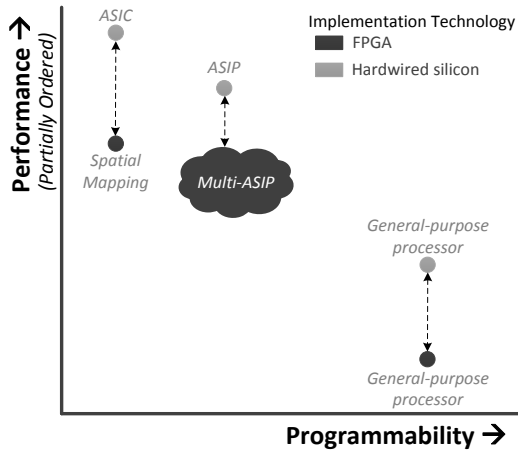 Performance →
(Partially Ordered)
ASIC
Implementation Technology
FPGA
Hardwired silicon
ASIP
Spatial
Mapping
Multi-ASIP
General-purpose
processor
General-purpose
processor
Programmability →